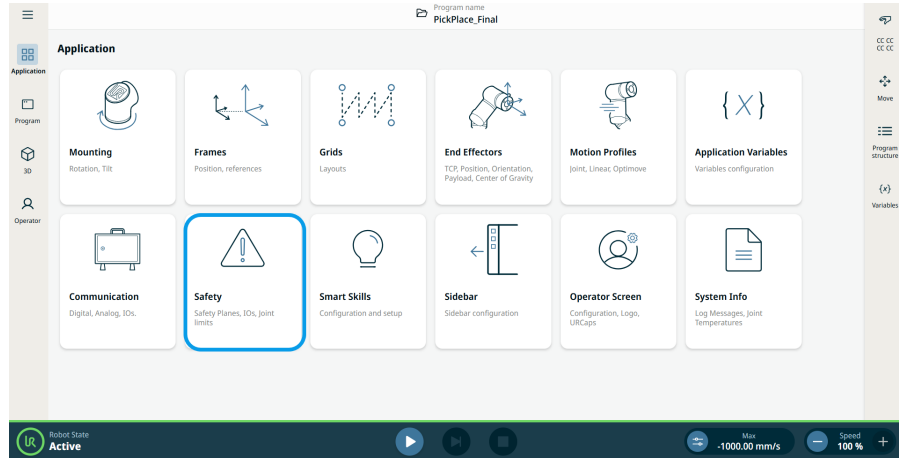 Program name
PickPlace_Final
Application
Application
Program
3D
Operator
Mounting
Rotation, Tilt
Frames
Position, references
Grids
Layouts
End Effectors
TCP, Position, Orientation,
Payload, Center of Gravity
Motion Profiles
Joint, Linear, Optimove
{ X }
Application Variables
Variables configuration
Communication
Digital, Analog, IOs.
Safety
Safety Planes, IOs, Joint
limits
Smart Skills
Configuration and setup
Sidebar
Sidebar configuration
Operator Screen
Configuration, Logo,
URCaps
System Info
Log Messages, Joint
Temperatures
CC CC
CC CC
Move
Program
structure
{x}
Variables
UR
Robot State
Active
Max
-1000.00 mm/s
Speed
100 %